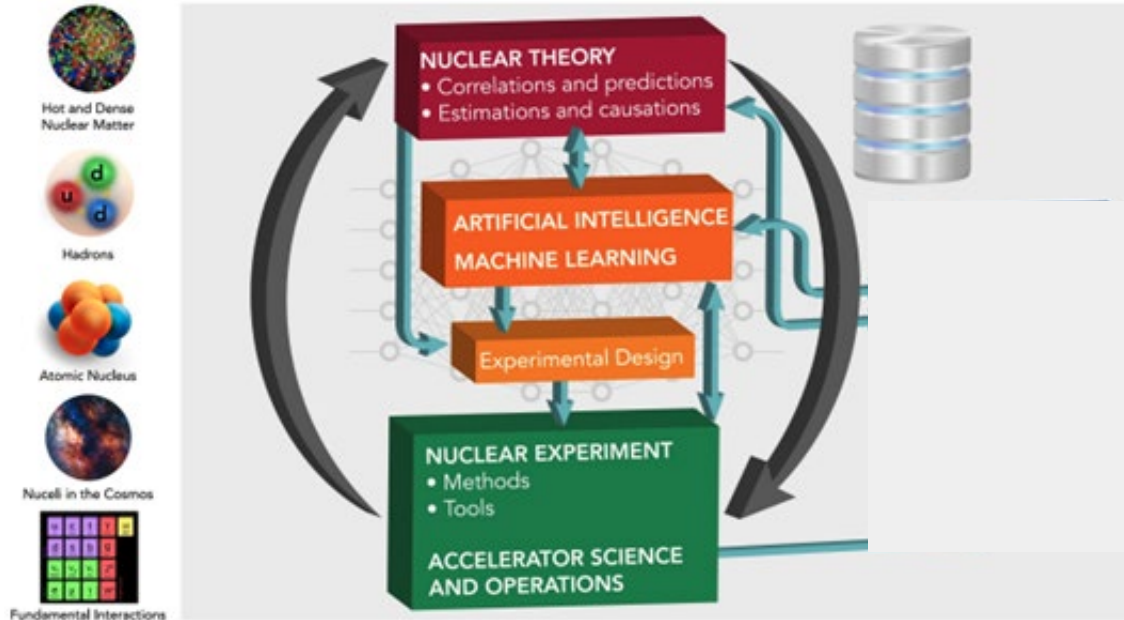 Hot and Dense
Nuclear Matter
u
d
d
Hadrons
Atomic Nucleus
Nuceli in the Cosmos
Fundamental Interactions
NUCLEAR THEORY
• Correlations and predictions
• Estimations and causations
ARTIFICIAL INTELLIGENCE
MACHINE LEARNING
Experimental Design
NUCLEAR EXPERIMENT
• Methods
• Tools
ACCELERATOR SCIENCE
AND OPERATIONS